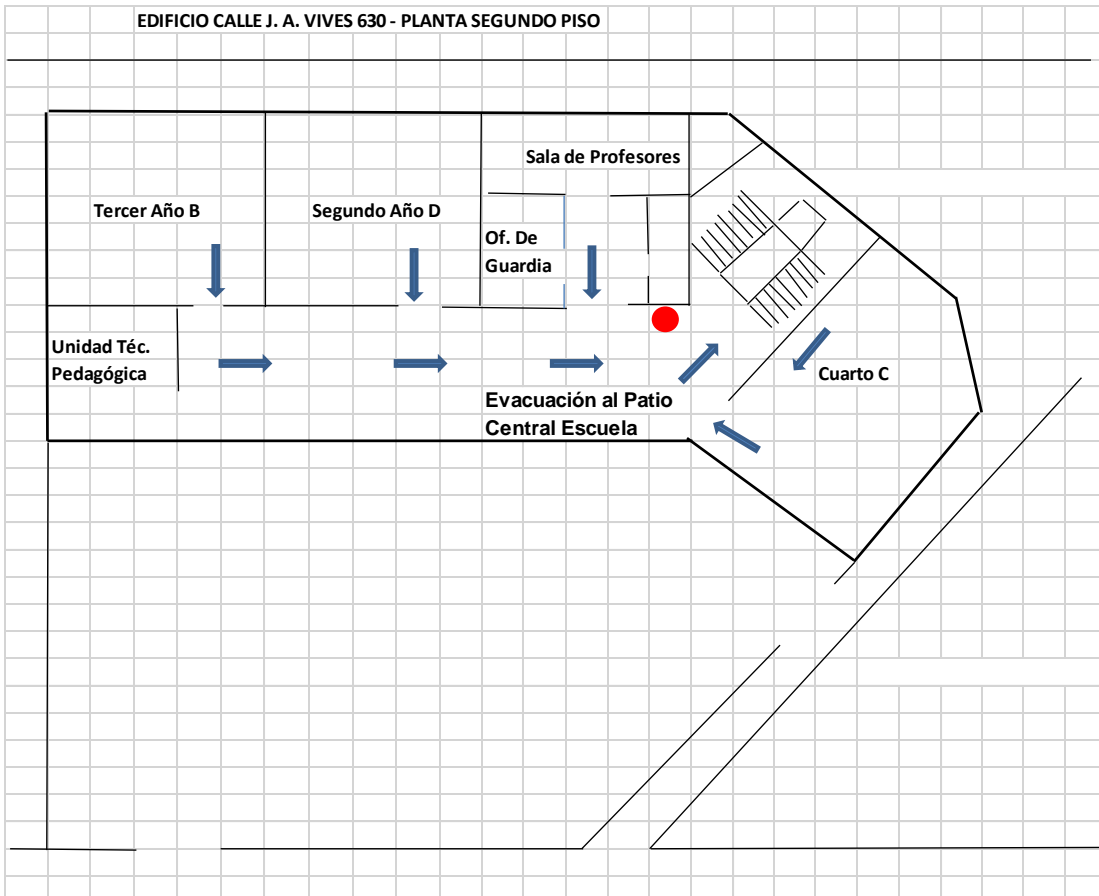 EDIFICIO CALLE J. A. VIVES 630 - PLANTA SEGUNDO PISO
Sala de Profesores
Tercer Año B
Segundo Año D
Of. De
Guardia
Unidad Téc.
Pedagógica
Cuarto C
Evacuación al Patio
Central Escuela